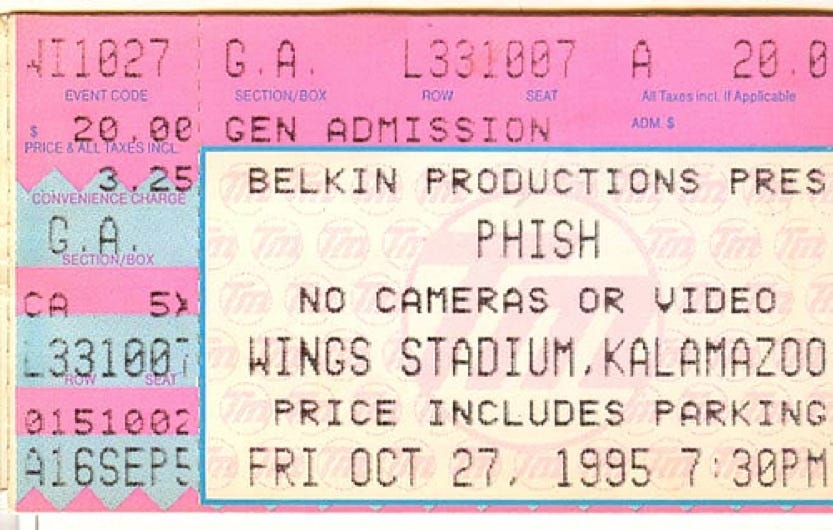 WI1027 G.A. L331007 A 20.0
EVENT CODE SECTION/BOX ROW SEAT All Taxes incl. If Applicable
$ 20.00 GEN ADMISSION ADM. $
PRICE & ALL TAXES INCL.
3.25 BELKIN PRODUCTIONS PRES
CONVENIENCE CHARGE
G.A. PHISH
SECTION/BOX
CA 5X NO CAMERAS OR VIDEO
L331007 WINGS STADIUM,KALAMAZOO
ROW SEAT
0151002 PRICE INCLUDES PARKING
A16SEP5 FRI OCT 27, 1995 7:30PM